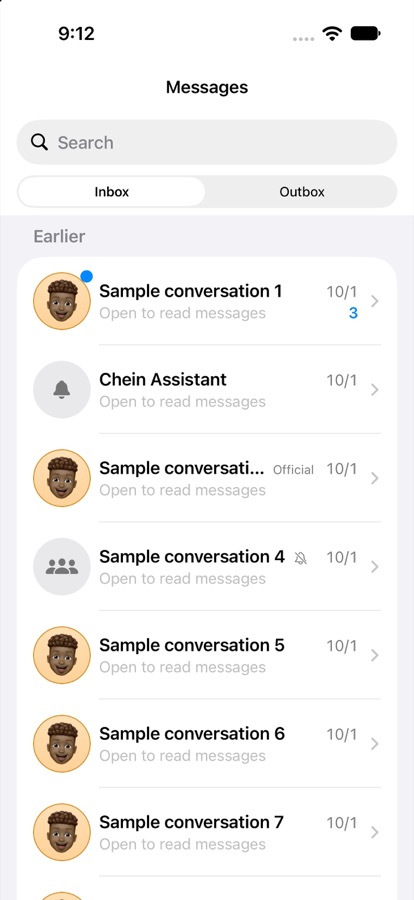 9:12
Messages
Search
Inbox Outbox
Earlier
Sample conversation 1 10/1
Open to read messages 3
Chein Assistant 10/1
Open to read messages
Sample conversati... Official 10/1
Open to read messages
Sample conversation 4 10/1
Open to read messages
Sample conversation 5 10/1
Open to read messages
Sample conversation 6 10/1
Open to read messages
Sample conversation 7 10/1
Open to read messages